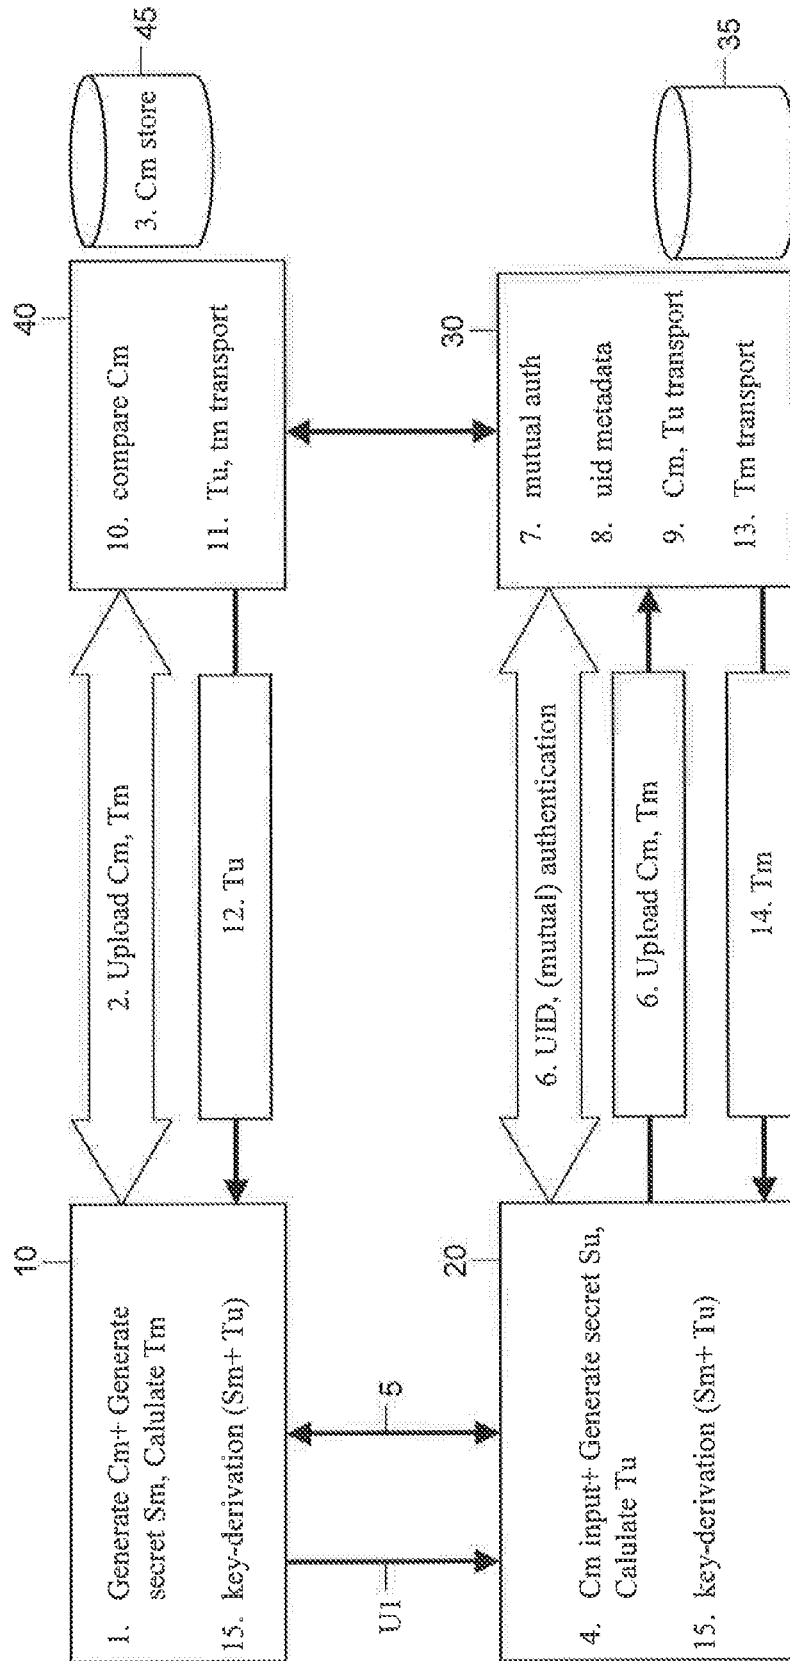 10
1. Generate Cm+ Generate
secret Sm, Calulate Tm
15. key-derivation (Sm+ Tu)
2. Upload Cm, Tm
12. Tu
40
10. compare Cm
11. Tu, tm transport
45
3. Cm store
U1
5
20
4. Cm input+ Generate secret Su,
Calulate Tu
15. key-derivation (Sm+ Tu)
6. UID, (mutual) authentication
6. Upload Cm, Tm
14. Tm
30
7. mutual auth
8. uid metadata
9. Cm, Tu transport
13. Tm transport
35